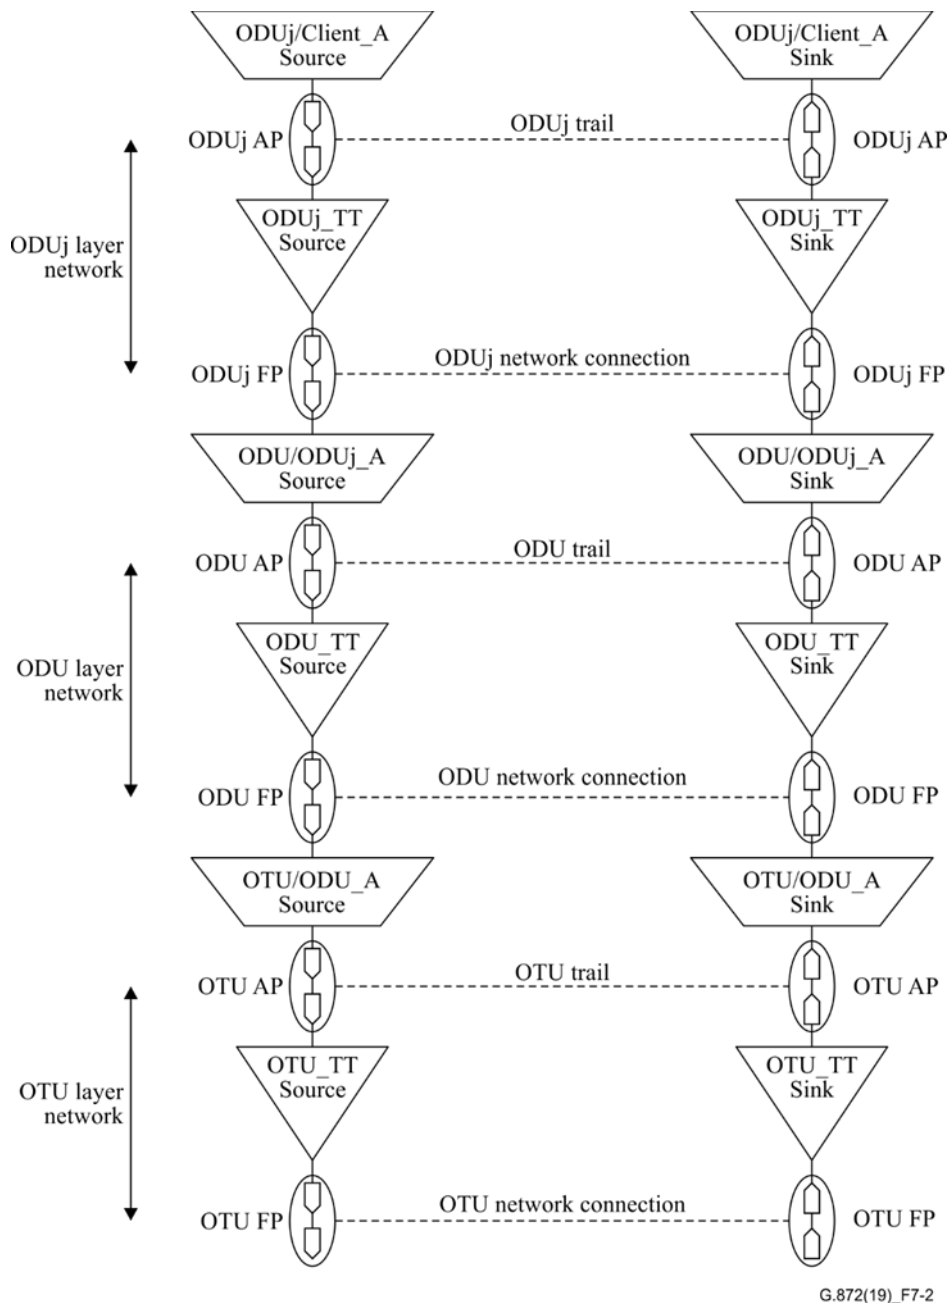 ODUj/Client_A
Source
ODUj/Client_A
Sink
ODUj AP
ODUj trail
ODUj AP
ODUj_TT
Source
ODUj_TT
Sink
ODUj layer
network
ODUj FP
ODUj network connection
ODUj FP
ODU/ODUj_A
Source
ODU/ODUj_A
Sink
ODU AP
ODU trail
ODU AP
ODU_TT
Source
ODU_TT
Sink
ODU layer
network
ODU FP
ODU network connection
ODU FP
OTU/ODU_A
Source
OTU/ODU_A
Sink
OTU AP
OTU trail
OTU AP
OTU_TT
Source
OTU_TT
Sink
OTU layer
network
OTU FP
OTU network connection
OTU FP
G.872(19)_F7-2